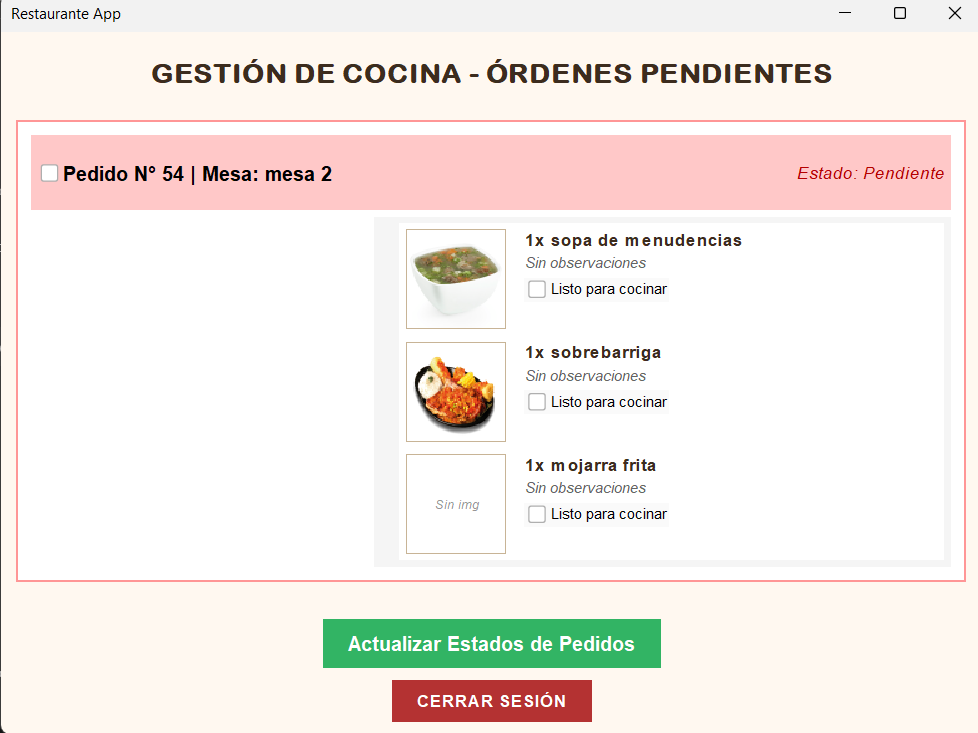 Restaurante App
GESTIÓN DE COCINA - ÓRDENES PENDIENTES
Pedido N° 54 | Mesa: mesa 2
Estado: Pendiente
1x sopa de menudencias
Sin observaciones
Listo para cocinar
1x sobrebarriga
Sin observaciones
Listo para cocinar
Sin img
1x mojarra frita
Sin observaciones
Listo para cocinar
Actualizar Estados de Pedidos
CERRAR SESIÓN